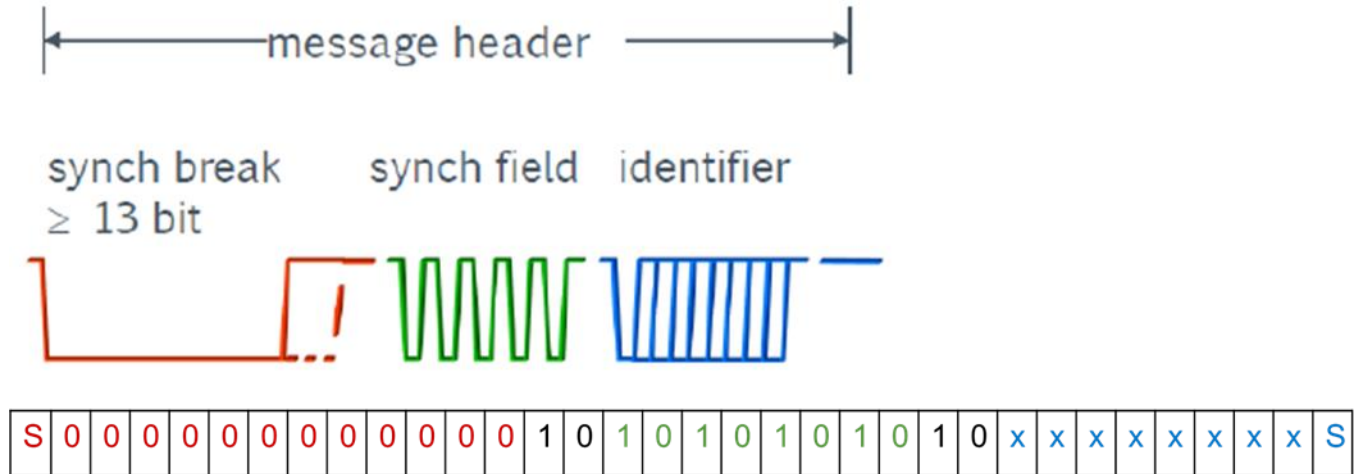 message header
synch break synch field identifier
≥ 13 bit
S 0 0 0 0 0 0 0 0 0 0 0 0 1 0 1 0 1 0 1 0 1 0 1 0 x x x x x x x x S